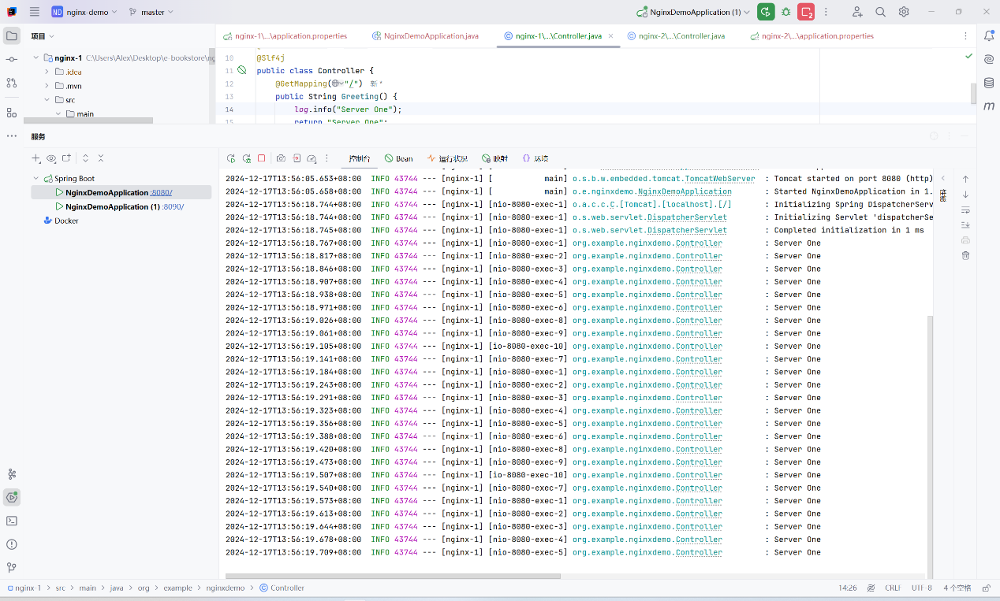 ND nginx-demo master NginxDemoApplication (1) 2
项目 nginx-1\...\application.properties NginxDemoApplication.java nginx-1\...\Controller.java nginx-2\...\Controller.java nginx-2\...\application.properties
nginx-1 C:\Users\Alex\Desktop\e-bookstore\ng
.idea
.mvn
src
main
10 @Slf4j
11 public class Controller {
12 @GetMapping("/")
13 public String Greeting() {
14 log.info("Server One");
15 return "Server One";
服务
控制台 Bean 运行状况 映射 环境
Spring Boot
NginxDemoApplication :8080/
NginxDemoApplication (1) :8090/
Docker
2024-12-17T13:56:05.653+08:00 INFO 43744 --- [nginx-1] [ main] o.s.b.w.embedded.tomcat.TomcatWebServer : Tomcat started on port 8080 (http)
2024-12-17T13:56:05.658+08:00 INFO 43744 --- [nginx-1] [ main] o.e.nginxdemo.NginxDemoApplication : Started NginxDemoApplication in 1.
2024-12-17T13:56:18.744+08:00 INFO 43744 --- [nginx-1] [nio-8080-exec-1] o.a.c.c.C.[Tomcat].[localhost].[/] : Initializing Spring DispatcherServ
2024-12-17T13:56:18.744+08:00 INFO 43744 --- [nginx-1] [nio-8080-exec-1] o.s.web.servlet.DispatcherServlet : Initializing Servlet 'dispatcherSe
2024-12-17T13:56:18.745+08:00 INFO 43744 --- [nginx-1] [nio-8080-exec-1] o.s.web.servlet.DispatcherServlet : Completed initialization in 1 ms
2024-12-17T13:56:18.767+08:00 INFO 43744 --- [nginx-1] [nio-8080-exec-1] org.example.nginxdemo.Controller : Server One
2024-12-17T13:56:18.817+08:00 INFO 43744 --- [nginx-1] [nio-8080-exec-2] org.example.nginxdemo.Controller : Server One
2024-12-17T13:56:18.846+08:00 INFO 43744 --- [nginx-1] [nio-8080-exec-3] org.example.nginxdemo.Controller : Server One
2024-12-17T13:56:18.907+08:00 INFO 43744 --- [nginx-1] [nio-8080-exec-4] org.example.nginxdemo.Controller : Server One
2024-12-17T13:56:18.938+08:00 INFO 43744 --- [nginx-1] [nio-8080-exec-5] org.example.nginxdemo.Controller : Server One
2024-12-17T13:56:18.971+08:00 INFO 43744 --- [nginx-1] [nio-8080-exec-6] org.example.nginxdemo.Controller : Server One
2024-12-17T13:56:19.026+08:00 INFO 43744 --- [nginx-1] [nio-8080-exec-8] org.example.nginxdemo.Controller : Server One
2024-12-17T13:56:19.061+08:00 INFO 43744 --- [nginx-1] [nio-8080-exec-9] org.example.nginxdemo.Controller : Server One
2024-12-17T13:56:19.105+08:00 INFO 43744 --- [nginx-1] [io-8080-exec-10] org.example.nginxdemo.Controller : Server One
2024-12-17T13:56:19.141+08:00 INFO 43744 --- [nginx-1] [nio-8080-exec-7] org.example.nginxdemo.Controller : Server One
2024-12-17T13:56:19.184+08:00 INFO 43744 --- [nginx-1] [nio-8080-exec-1] org.example.nginxdemo.Controller : Server One
2024-12-17T13:56:19.243+08:00 INFO 43744 --- [nginx-1] [nio-8080-exec-2] org.example.nginxdemo.Controller : Server One
2024-12-17T13:56:19.291+08:00 INFO 43744 --- [nginx-1] [nio-8080-exec-3] org.example.nginxdemo.Controller : Server One
2024-12-17T13:56:19.323+08:00 INFO 43744 --- [nginx-1] [nio-8080-exec-4] org.example.nginxdemo.Controller : Server One
2024-12-17T13:56:19.356+08:00 INFO 43744 --- [nginx-1] [nio-8080-exec-5] org.example.nginxdemo.Controller : Server One
2024-12-17T13:56:19.388+08:00 INFO 43744 --- [nginx-1] [nio-8080-exec-6] org.example.nginxdemo.Controller : Server One
2024-12-17T13:56:19.420+08:00 INFO 43744 --- [nginx-1] [nio-8080-exec-8] org.example.nginxdemo.Controller : Server One
2024-12-17T13:56:19.473+08:00 INFO 43744 --- [nginx-1] [nio-8080-exec-9] org.example.nginxdemo.Controller : Server One
2024-12-17T13:56:19.507+08:00 INFO 43744 --- [nginx-1] [io-8080-exec-10] org.example.nginxdemo.Controller : Server One
2024-12-17T13:56:19.540+08:00 INFO 43744 --- [nginx-1] [nio-8080-exec-7] org.example.nginxdemo.Controller : Server One
2024-12-17T13:56:19.573+08:00 INFO 43744 --- [nginx-1] [nio-8080-exec-1] org.example.nginxdemo.Controller : Server One
2024-12-17T13:56:19.613+08:00 INFO 43744 --- [nginx-1] [nio-8080-exec-2] org.example.nginxdemo.Controller : Server One
2024-12-17T13:56:19.644+08:00 INFO 43744 --- [nginx-1] [nio-8080-exec-3] org.example.nginxdemo.Controller : Server One
2024-12-17T13:56:19.678+08:00 INFO 43744 --- [nginx-1] [nio-8080-exec-4] org.example.nginxdemo.Controller : Server One
2024-12-17T13:56:19.709+08:00 INFO 43744 --- [nginx-1] [nio-8080-exec-5] org.example.nginxdemo.Controller : Server One
nginx-1 > src > main > java > org > example > nginxdemo > Controller 14:26 CRLF UTF-8 4 个空格